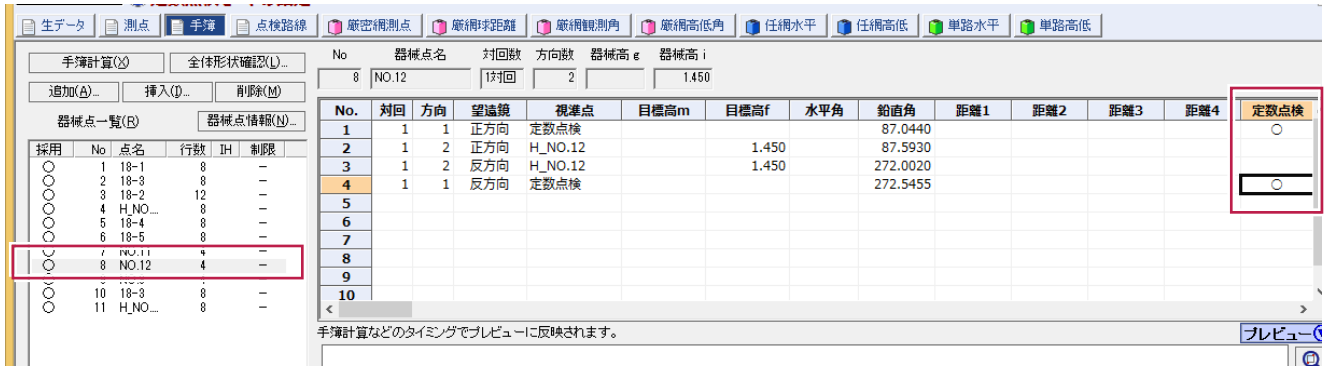 生データ 測点 手簿 点検路線 厳密網測点 厳網球距離 厳網観測角 厳網高低角 任網水平 任網高低 単路水平 単路高低
手簿計算(X) 全体形状確認(L)...
追加(A)... 挿入(I)... 削除(M)
器械点一覧(R) 器械点情報(N)...
採用 No 点名 行数 IH 制限
○ 1 18-1 8 −
○ 2 18-3 8 −
○ 3 18-2 12 −
○ 4 H_NO.... 8 −
○ 5 18-4 8 −
○ 6 18-5 8 −
○ 7 NO.11 4 −
○ 8 NO.12 4 −
○ 10 18-3 8 −
○ 11 H_NO.... 8 −
No 器械点名 対回数 方向数 器械高g 器械高i
8 NO.12 1対回 2 1.450
No. 対回 方向 望遠鏡 視準点 目標高m 目標高f 水平角 鉛直角 距離1 距離2 距離3 距離4 定数点検
1 1 1 正方向 定数点検 87.0440 ○
2 1 2 正方向 H_NO.12 1.450 87.5930
3 1 2 反方向 H_NO.12 1.450 272.0020
4 1 1 反方向 定数点検 272.5455 ○
5
6
7
8
9
10
手簿計算などのタイミングでプレビューに反映されます。 プレビュー